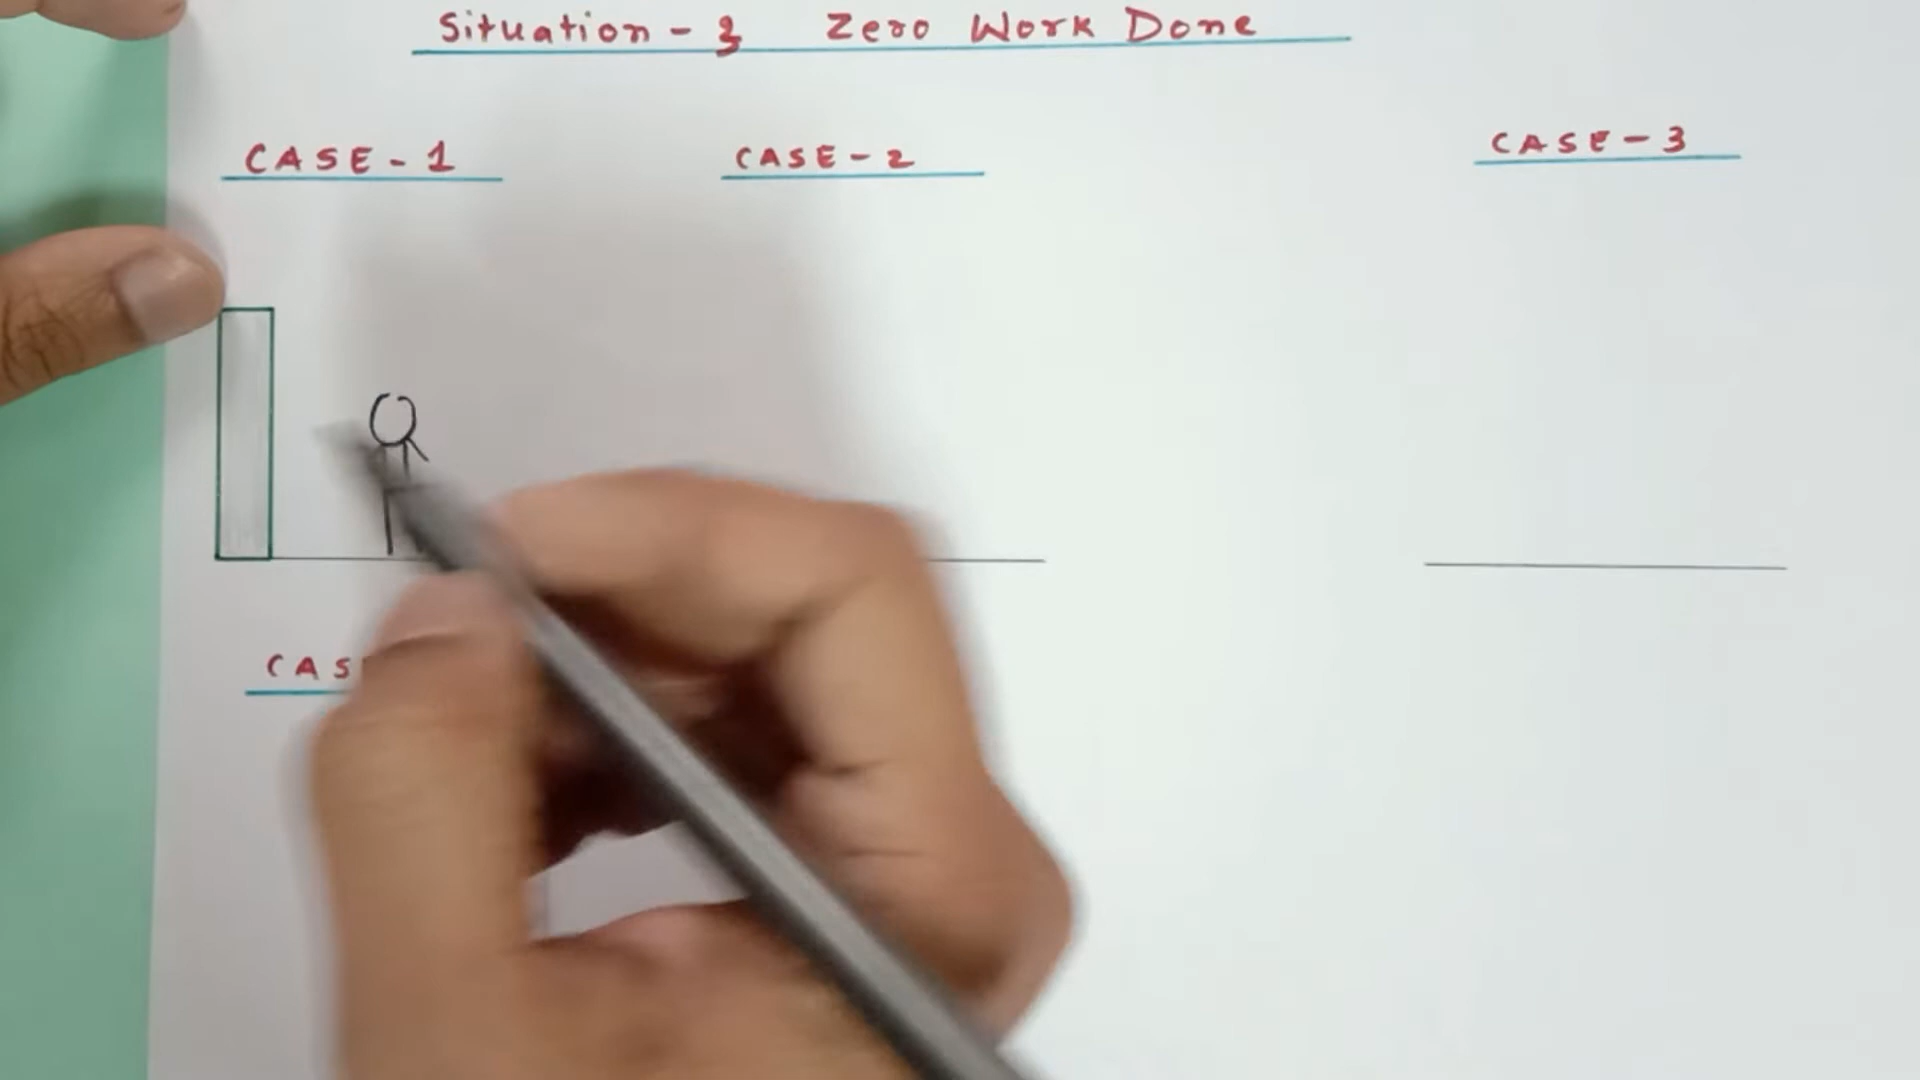 Situation - 3 Zero Work Done
CASE - 1
CASE - 2
CASE - 3